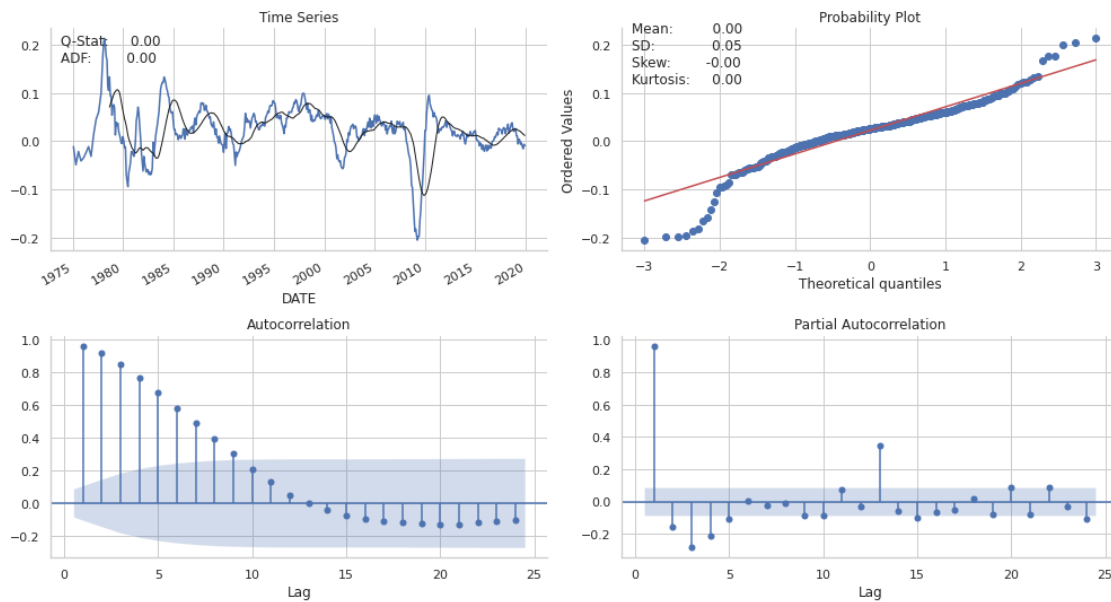 Time Series
Q-Stat: 0.00
ADF: 0.00
0.2
0.1
0.0
−0.1
−0.2
1975 1980 1985 1990 1995 2000 2005 2010 2015 2020
DATE
Probability Plot
Mean: 0.00
SD: 0.05
Skew: -0.00
Kurtosis: 0.00
Ordered Values
0.2
0.1
0.0
−0.1
−0.2
−3 −2 −1 0 1 2 3
Theoretical quantiles
Autocorrelation
1.0
0.8
0.6
0.4
0.2
0.0
−0.2
0 5 10 15 20 25
Lag
Partial Autocorrelation
1.0
0.8
0.6
0.4
0.2
0.0
−0.2
0 5 10 15 20 25
Lag